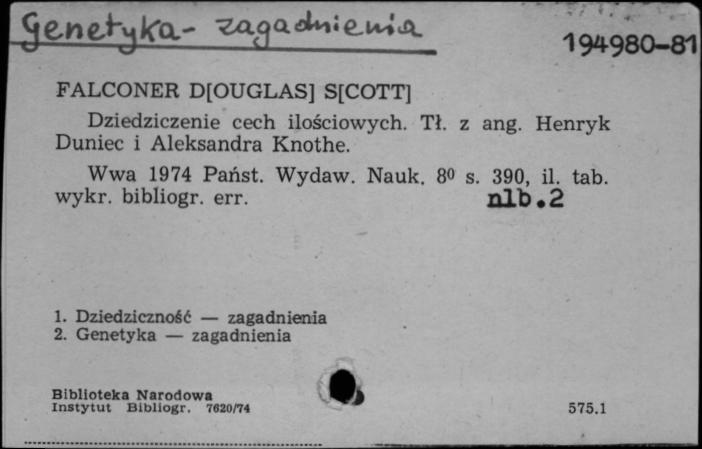 Genetyka - zagadnienia
194980-81
FALCONER D[OUGLAS] S[COTT]
Dziedziczenie cech ilościowych. Tł. z ang. Henryk
Duniec i Aleksandra Knothe.
Wwa 1974 Państ. Wydaw. Nauk. 8⁰ s. 390, il. tab.
wykr. bibliogr. err. nlb.2
1. Dziedziczność — zagadnienia
2. Genetyka — zagadnienia
Biblioteka Narodowa
Instytut Bibliogr. 7620/74 575.1